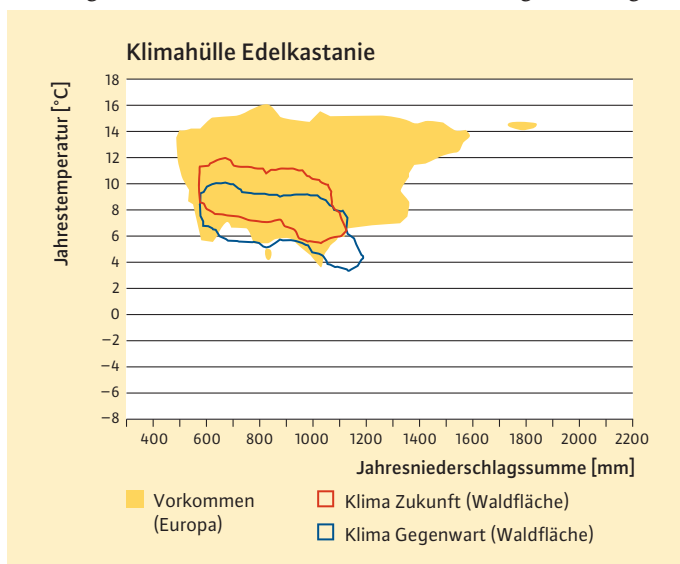 Klimahülle Edelkastanie
Jahrestemperatur [°C]
18
16
14
12
10
8
6
4
2
0
−2
−4
−6
−8
400 600 800 1000 1200 1400 1600 1800 2000 2200
Jahresniederschlagssumme [mm]
Vorkommen
(Europa)
Klima Zukunft (Waldfläche)
Klima Gegenwart (Waldfläche)